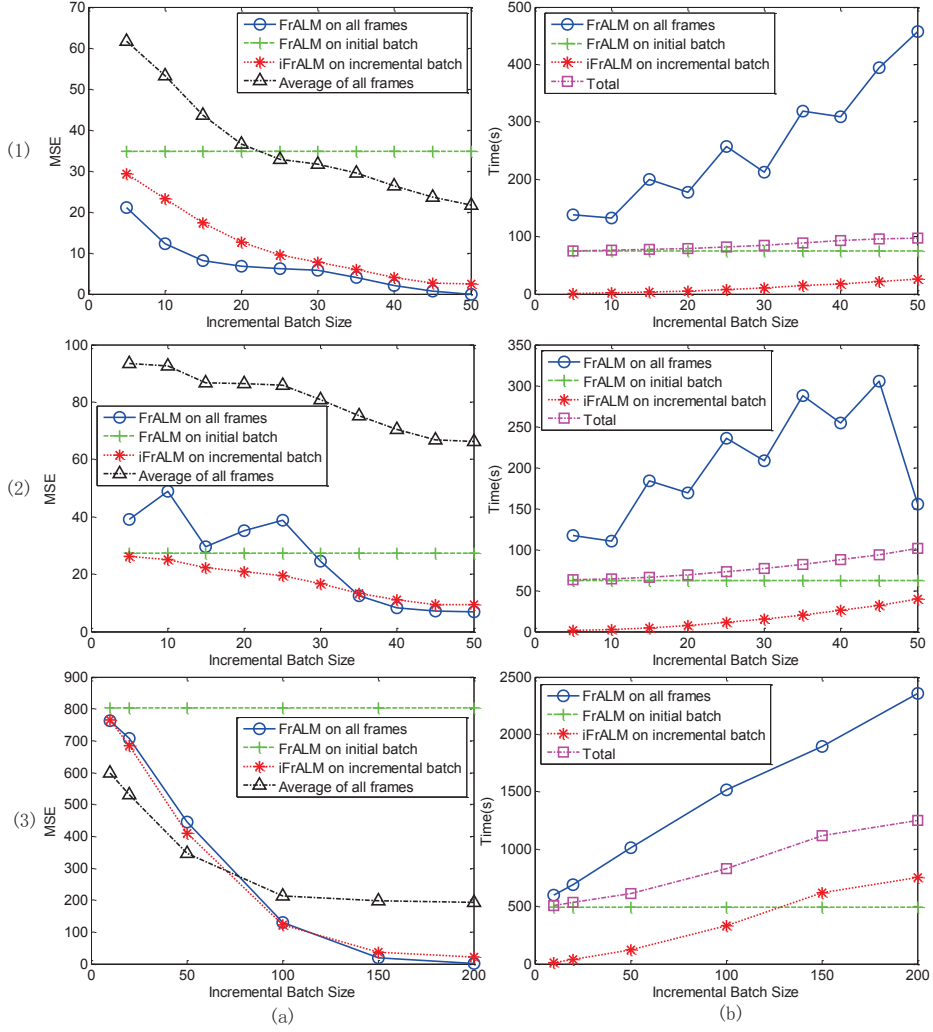 (1)
MSE
70
60
50
40
30
20
10
0
FrALM on all frames
FrALM on initial batch
iFrALM on incremental batch
Average of all frames
0 10 20 30 40 50
Incremental Batch Size
Time(s)
500
400
300
200
100
0
FrALM on all frames
FrALM on initial batch
iFrALM on incremental batch
Total
0 10 20 30 40 50
Incremental Batch Size
(2)
MSE
100
80
60
40
20
0
FrALM on all frames
FrALM on initial batch
iFrALM on incremental batch
Average of all frames
0 10 20 30 40 50
Incremental Batch Size
Time(s)
350
300
250
200
150
100
50
0
FrALM on all frames
FrALM on initial batch
iFrALM on incremental batch
Total
0 10 20 30 40 50
Incremental Batch Size
(3)
MSE
900
800
700
600
500
400
300
200
100
0
FrALM on all frames
FrALM on initial batch
iFrALM on incremental batch
Average of all frames
0 50 100 150 200
Incremental Batch Size
(a)
Time(s)
2500
2000
1500
1000
500
0
FrALM on all frames
FrALM on initial batch
iFrALM on incremental batch
Total
0 50 100 150 200
Incremental Batch Size
(b)